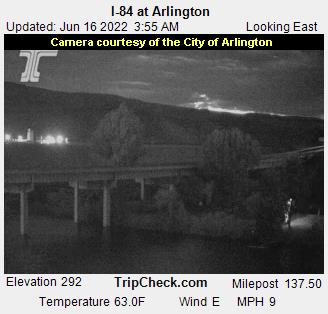 I-84 at Arlington
Updated: Jun 16 2022 3:55 AM Looking East
Camera courtesy of the City of Arlington
Elevation 292 TripCheck.com Milepost 137.50
Temperature 63.0F Wind E MPH 9